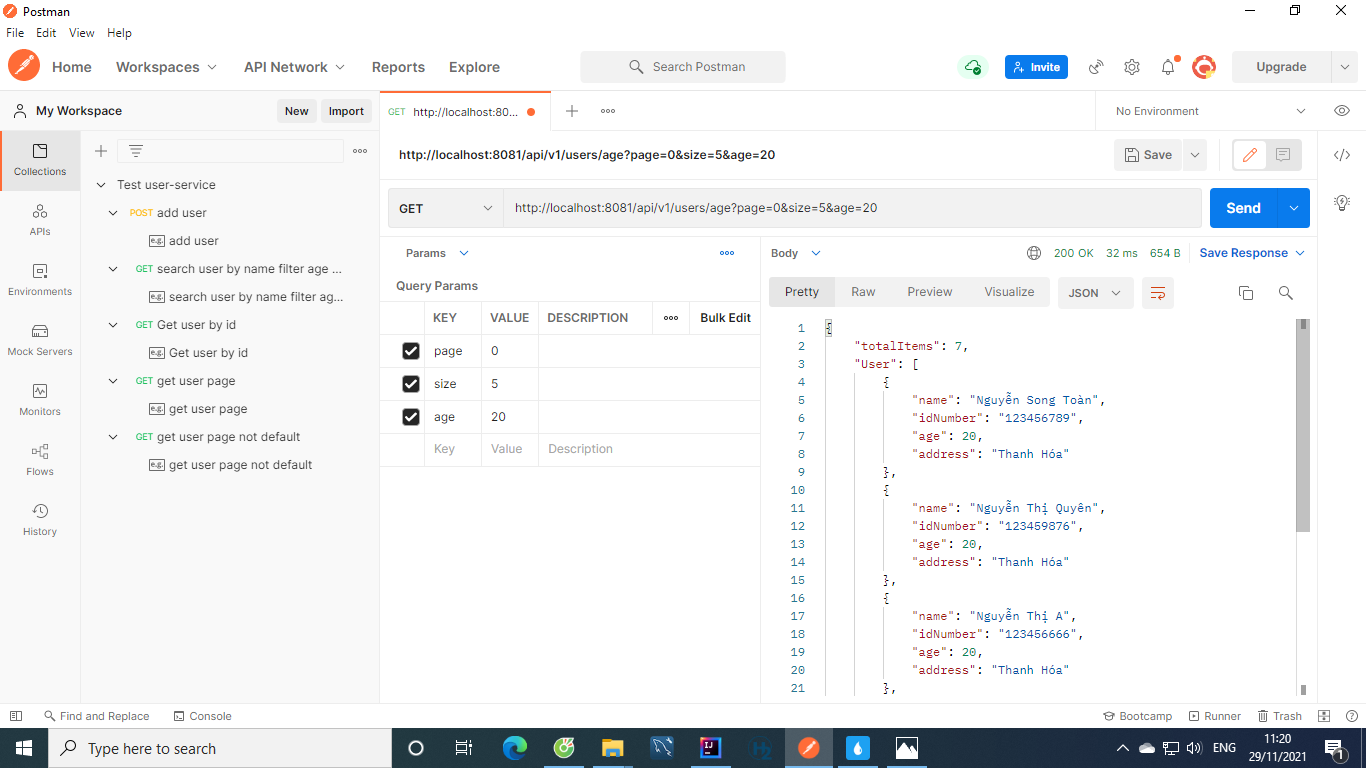 Postman
File Edit View Help
Home Workspaces API Network Reports Explore Search Postman Invite Upgrade
My Workspace New Import
GET http://localhost:80... No Environment
Collections
APIs
Environments
Mock Servers
Monitors
Flows
History
Test user-service
POST add user
e.g. add user
GET search user by name filter age ...
e.g. search user by name filter ag...
GET Get user by id
e.g. Get user by id
GET get user page
e.g. get user page
GET get user page not default
e.g. get user page not default
http://localhost:8081/api/v1/users/age?page=0&size=5&age=20 Save
GET http://localhost:8081/api/v1/users/age?page=0&size=5&age=20 Send
Params
Query Params
KEY VALUE DESCRIPTION Bulk Edit
page 0
size 5
age 20
Key Value Description
Body 200 OK 32 ms 654 B Save Response
Pretty Raw Preview Visualize JSON
1 {
2 "totalItems": 7,
3 "User": [
4 {
5 "name": "Nguyễn Song Toàn",
6 "idNumber": "123456789",
7 "age": 20,
8 "address": "Thanh Hóa"
9 },
10 {
11 "name": "Nguyễn Thị Quyên",
12 "idNumber": "123459876",
13 "age": 20,
14 "address": "Thanh Hóa"
15 },
16 {
17 "name": "Nguyễn Thị A",
18 "idNumber": "123456666",
19 "age": 20,
20 "address": "Thanh Hóa"
21 },
Find and Replace Console Bootcamp Runner Trash
Type here to search
IJ
H2
ENG
11:20
29/11/2021
1